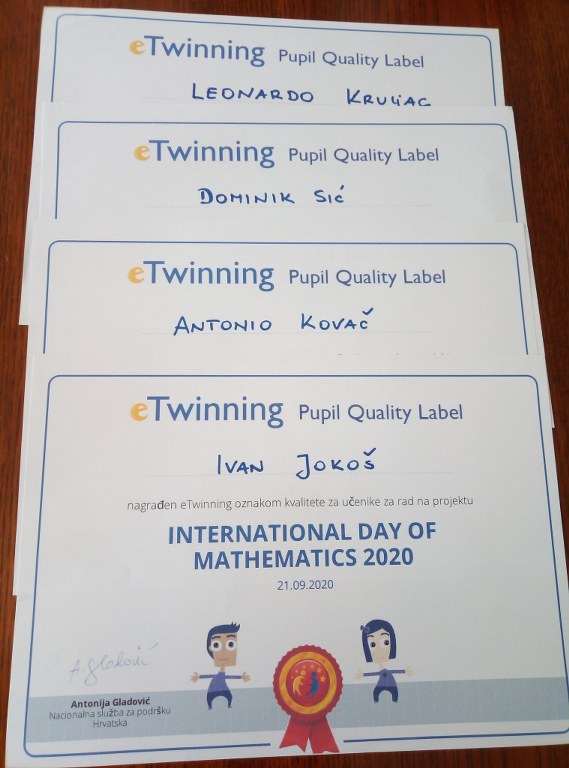 eTwinning Pupil Quality Label
LEONARDO KRULJAC
eTwinning Pupil Quality Label
DOMINIK SIĆ
eTwinning Pupil Quality Label
ANTONIO KOVAČ
eTwinning Pupil Quality Label
IVAN JOKOŠ
nagrađen eTwinning oznakom kvalitete za učenike za rad na projektu
INTERNATIONAL DAY OF
MATHEMATICS 2020
21.09.2020
A. Gladović
Antonija Gladović
Nacionalna služba za podršku
Hrvatska